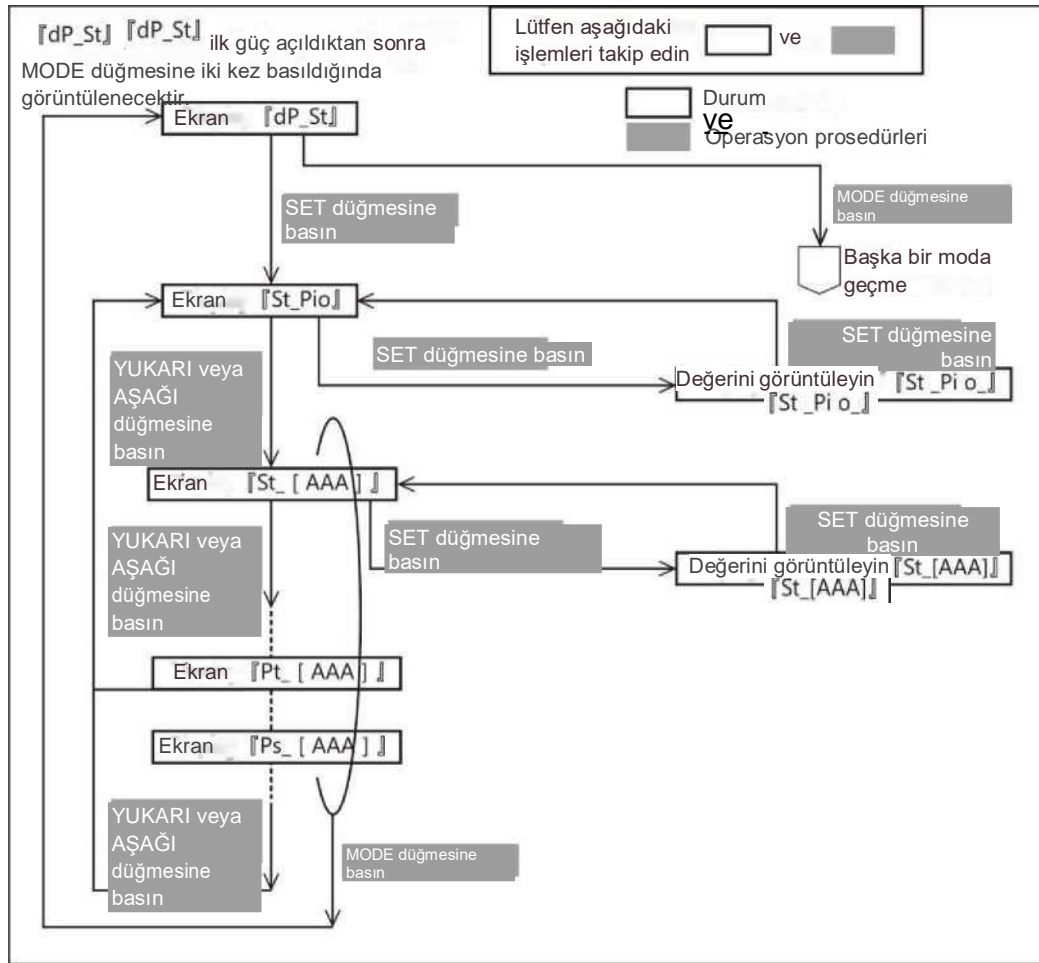 『dP_St』 『dP_St』 ilk güç açıldıktan sonra
MODE düğmesine iki kez basıldığında
görüntülenecektir.
Lütfen aşağıdaki
işlemleri takip edin
ve
Durum
ve
Operasyon prosedürleri
Ekran 『dP_St』
SET düğmesine
basın
MODE düğmesine
basın
Başka bir moda
geçme
Ekran 『St_Pio』
SET düğmesine basın
SET düğmesine
basın
Değerini görüntüleyin 『St _Pi o_』
『St _Pi o_』
YUKARI veya
AŞAĞI
düğmesine
basın
Ekran 『St_ [ AAA ] 』
SET düğmesine
basın
SET düğmesine
basın
Değerini görüntüleyin 『St_[AAA]』
『St_[AAA]』
YUKARI veya
AŞAĞI
düğmesine
basın
Ekran 『Pt_ [ AAA ] 』
Ekran 『Ps_ [ AAA ] 』
YUKARI veya
AŞAĞI
düğmesine
basın
MODE düğmesine
basın